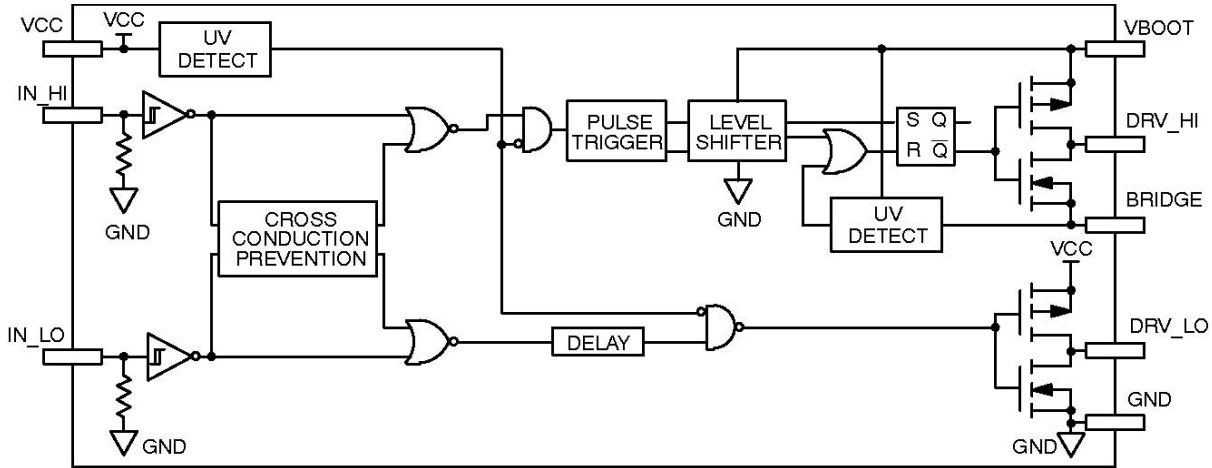 VCC
VCC
UV
DETECT
VBOOT
IN_HI
PULSE
TRIGGER
LEVEL
SHIFTER
S Q
R Q̅
DRV_HI
GND
GND
UV
DETECT
BRIDGE
CROSS
CONDUCTION
PREVENTION
VCC
IN_LO
DELAY
DRV_LO
GND
GND
GND